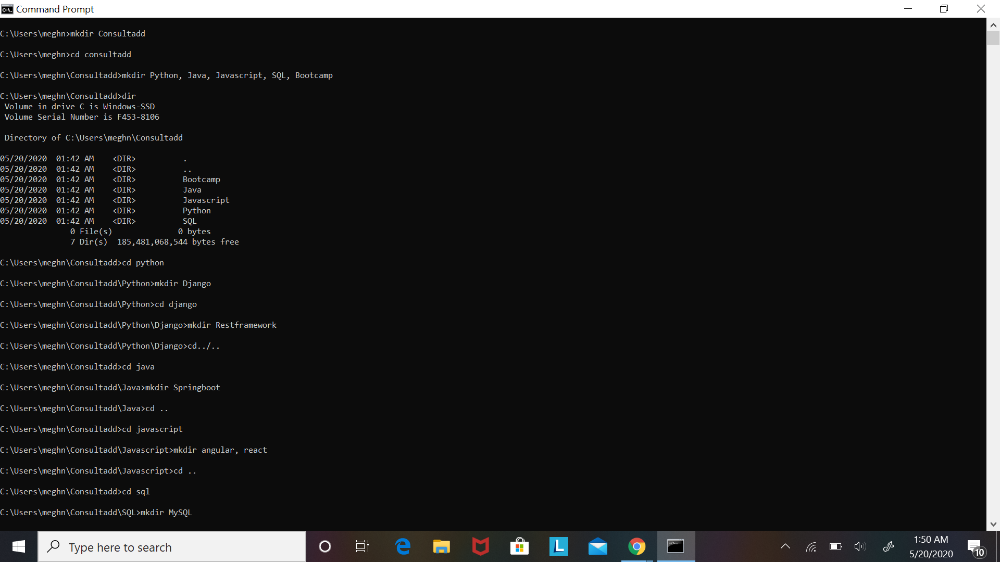 Command Prompt
C:\Users\meghn>mkdir Consultadd
C:\Users\meghn>cd consultadd
C:\Users\meghn\Consultadd>mkdir Python, Java, Javascript, SQL, Bootcamp
C:\Users\meghn\Consultadd>dir
 Volume in drive C is Windows-SSD
 Volume Serial Number is F453-8106
 Directory of C:\Users\meghn\Consultadd
05/20/2020  01:42 AM    <DIR>          .
05/20/2020  01:42 AM    <DIR>          ..
05/20/2020  01:42 AM    <DIR>          Bootcamp
05/20/2020  01:42 AM    <DIR>          Java
05/20/2020  01:42 AM    <DIR>          Javascript
05/20/2020  01:42 AM    <DIR>          Python
05/20/2020  01:42 AM    <DIR>          SQL
               0 File(s)              0 bytes
               7 Dir(s)  185,481,068,544 bytes free
C:\Users\meghn\Consultadd>cd python
C:\Users\meghn\Consultadd\Python>mkdir Django
C:\Users\meghn\Consultadd\Python>cd django
C:\Users\meghn\Consultadd\Python\Django>mkdir Restframework
C:\Users\meghn\Consultadd\Python\Django>cd../..
C:\Users\meghn\Consultadd>cd java
C:\Users\meghn\Consultadd\Java>mkdir Springboot
C:\Users\meghn\Consultadd\Java>cd ..
C:\Users\meghn\Consultadd>cd javascript
C:\Users\meghn\Consultadd\Javascript>mkdir angular, react
C:\Users\meghn\Consultadd\Javascript>cd ..
C:\Users\meghn\Consultadd>cd sql
C:\Users\meghn\Consultadd\SQL>mkdir MySQL
Type here to search
L
1:50 AM
5/20/2020
10